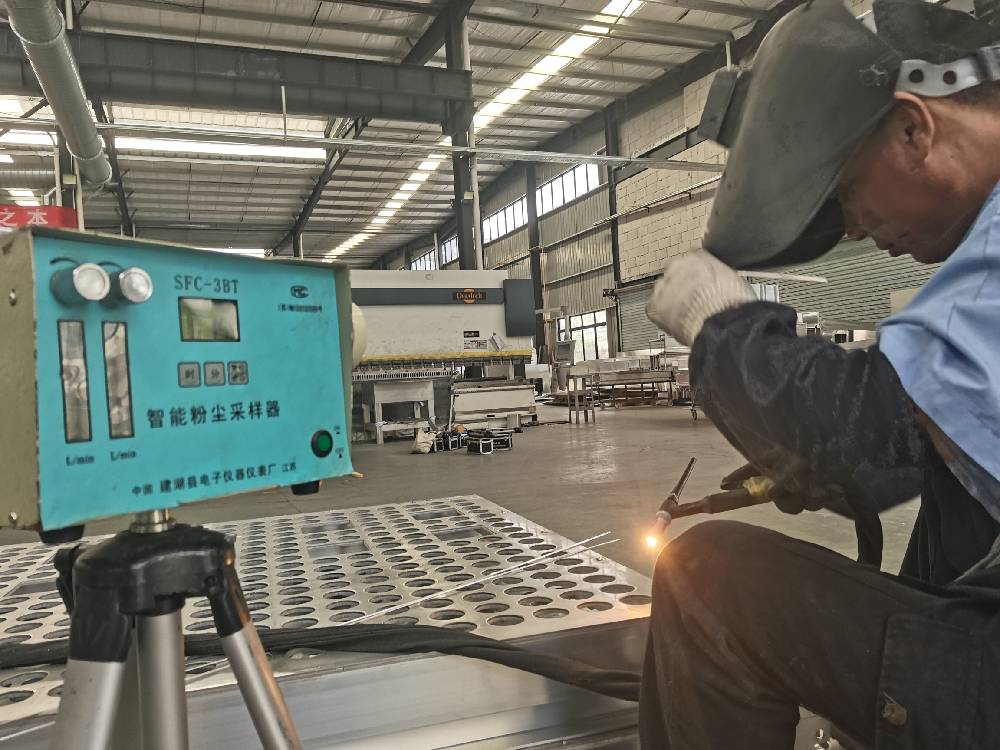 之本
SFC-3BT
时 分
智能粉尘采样器
L/min L/min
中国 建湖县电子仪器仪表厂 江苏